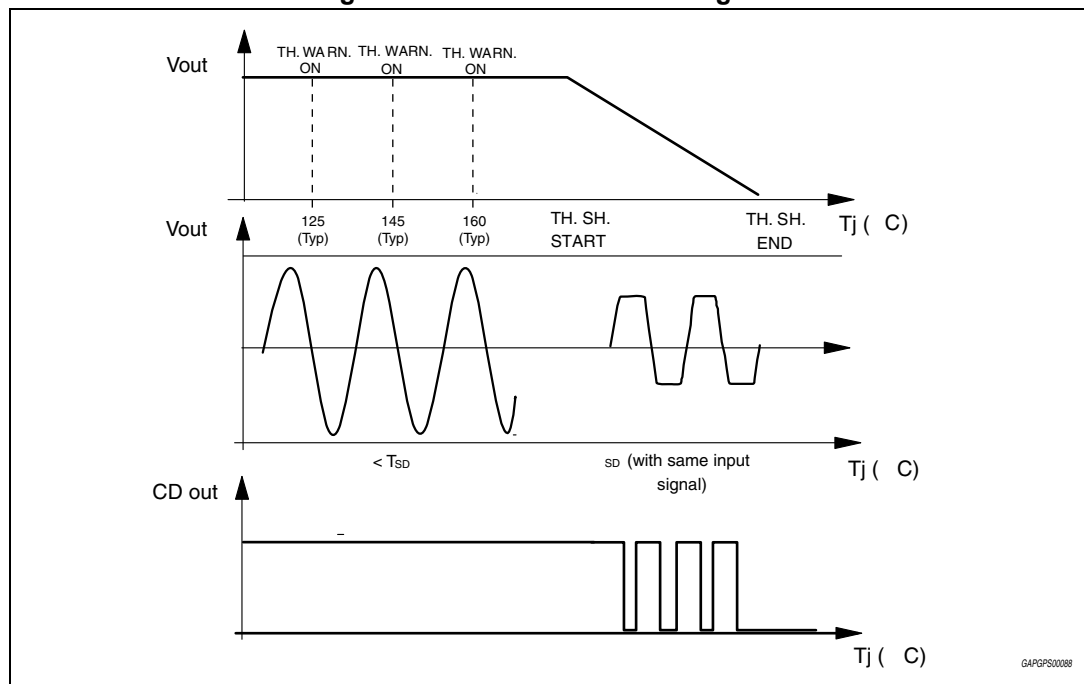 Vout
TH. WARN. TH. WARN. TH. WARN.
ON ON ON
125 145 160
(Typ) (Typ) (Typ)
TH. SH.
START
TH. SH.
END
Tj ( C)
Vout
< TSD
SD (with same input
signal)
Tj ( C)
CD out
Tj ( C)
GAPGPS00088